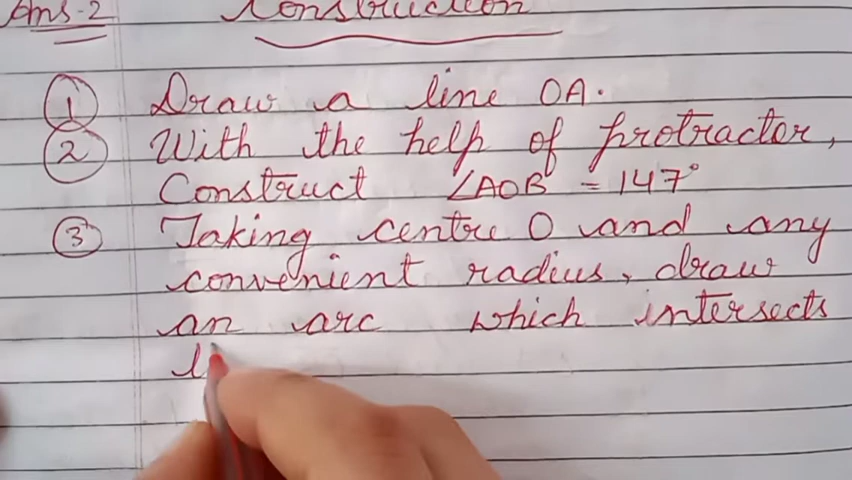 Ans-2 Construction
1 Draw a line OA.
2 With the help of protractor,
Construct ∠AOB = 147°
3 Taking centre O and any
convenient radius, draw
an arc which intersects